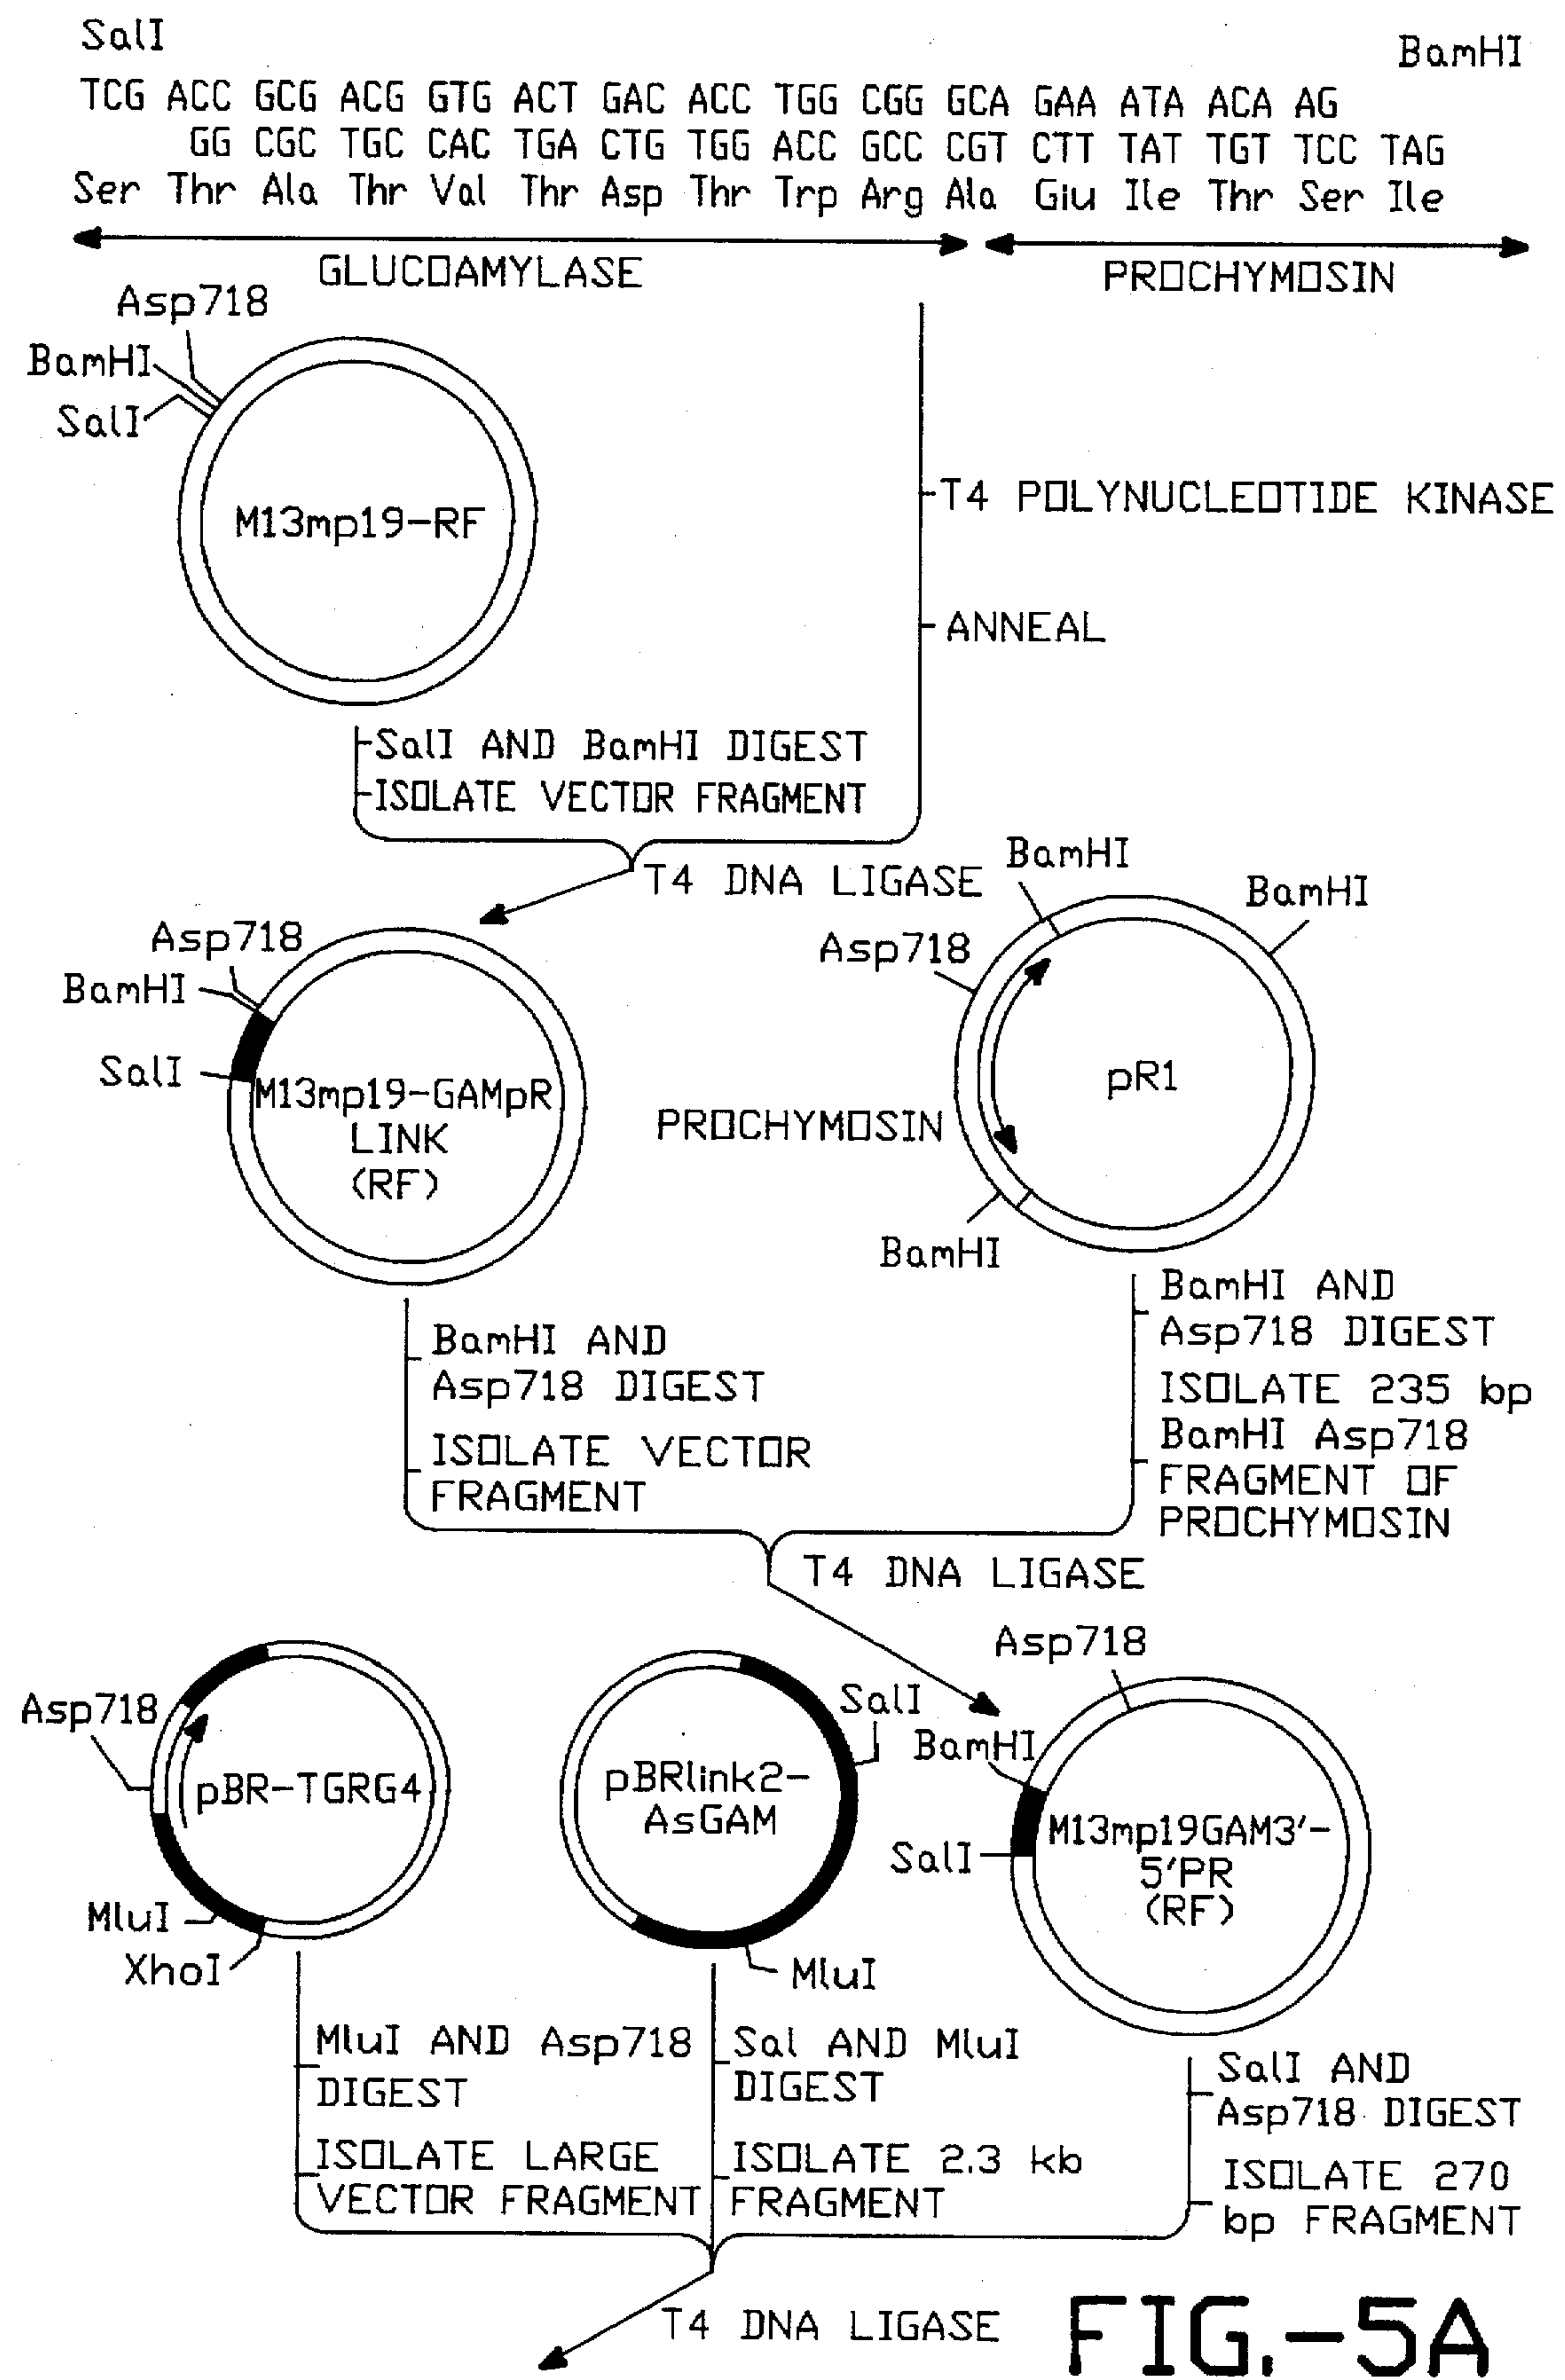 SalI
BamHI
TCG ACC GCG ACG GTG ACT GAC ACC TGG CGG GCA GAA ATA ACA AG
GG CGC TGC CAC TGA CTG TGG ACC GCC CGT CTT TAT TGT TCC TAG
Ser Thr Ala Thr Val Thr Asp Thr Trp Arg Ala Giu Ile Thr Ser Ile
GLUCOAMYLASE
PROCHYMOSIN
Asp718
BamHI
SalI
M13mp19-RF
T4 POLYNUCLEOTIDE KINASE
ANNEAL
SalI AND BamHI DIGEST
ISOLATE VECTOR FRAGMENT
T4 DNA LIGASE
Asp718
BamHI
SalI
M13mp19-GAMpR
LINK
(RF)
BamHI
BamHI
Asp718
pR1
PROCHYMOSIN
BamHI
BamHI AND
Asp718 DIGEST
ISOLATE VECTOR
FRAGMENT
BamHI AND
Asp718 DIGEST
ISOLATE 235 bp
BamHI Asp718
FRAGMENT OF
PROCHYMOSIN
T4 DNA LIGASE
Asp718
pBR-TGRG4
MluI
XhoI
SalI
pBRlink2-
AsGAM
MluI
Asp718
BamHI
SalI
M13mp19GAM3'-
5'PR
(RF)
MluI AND Asp718
DIGEST
ISOLATE LARGE
VECTOR FRAGMENT
Sal AND MluI
DIGEST
ISOLATE 2.3 kb
FRAGMENT
SalI AND
Asp718 DIGEST
ISOLATE 270
bp FRAGMENT
T4 DNA LIGASE
FIG.-5A